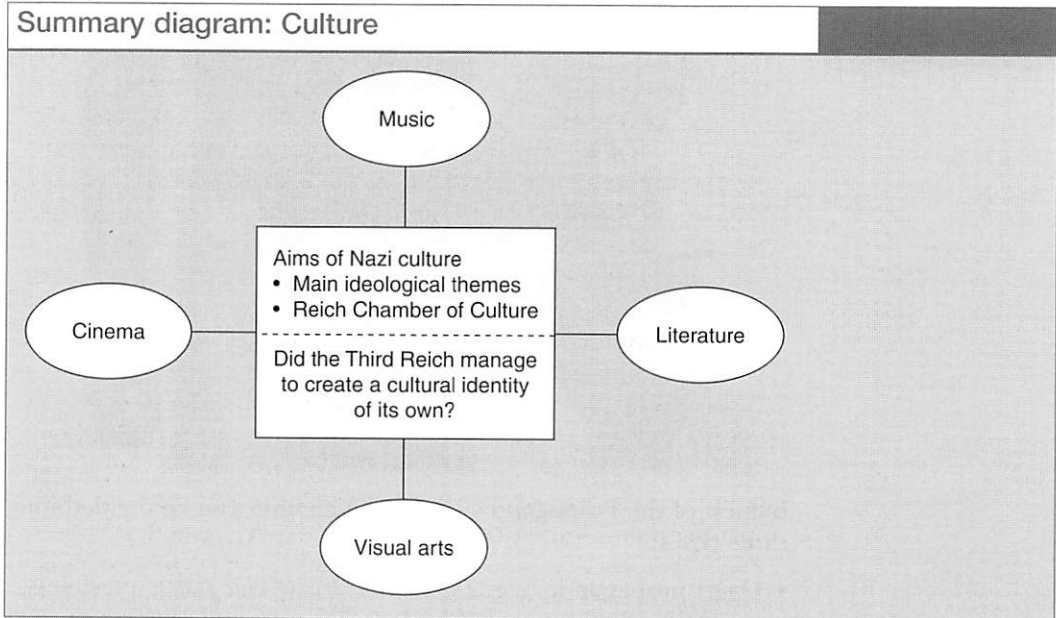 Summary diagram: Culture
Music
Aims of Nazi culture
• Main ideological themes
• Reich Chamber of Culture
Cinema
Literature
Did the Third Reich manage
to create a cultural identity
of its own?
Visual arts